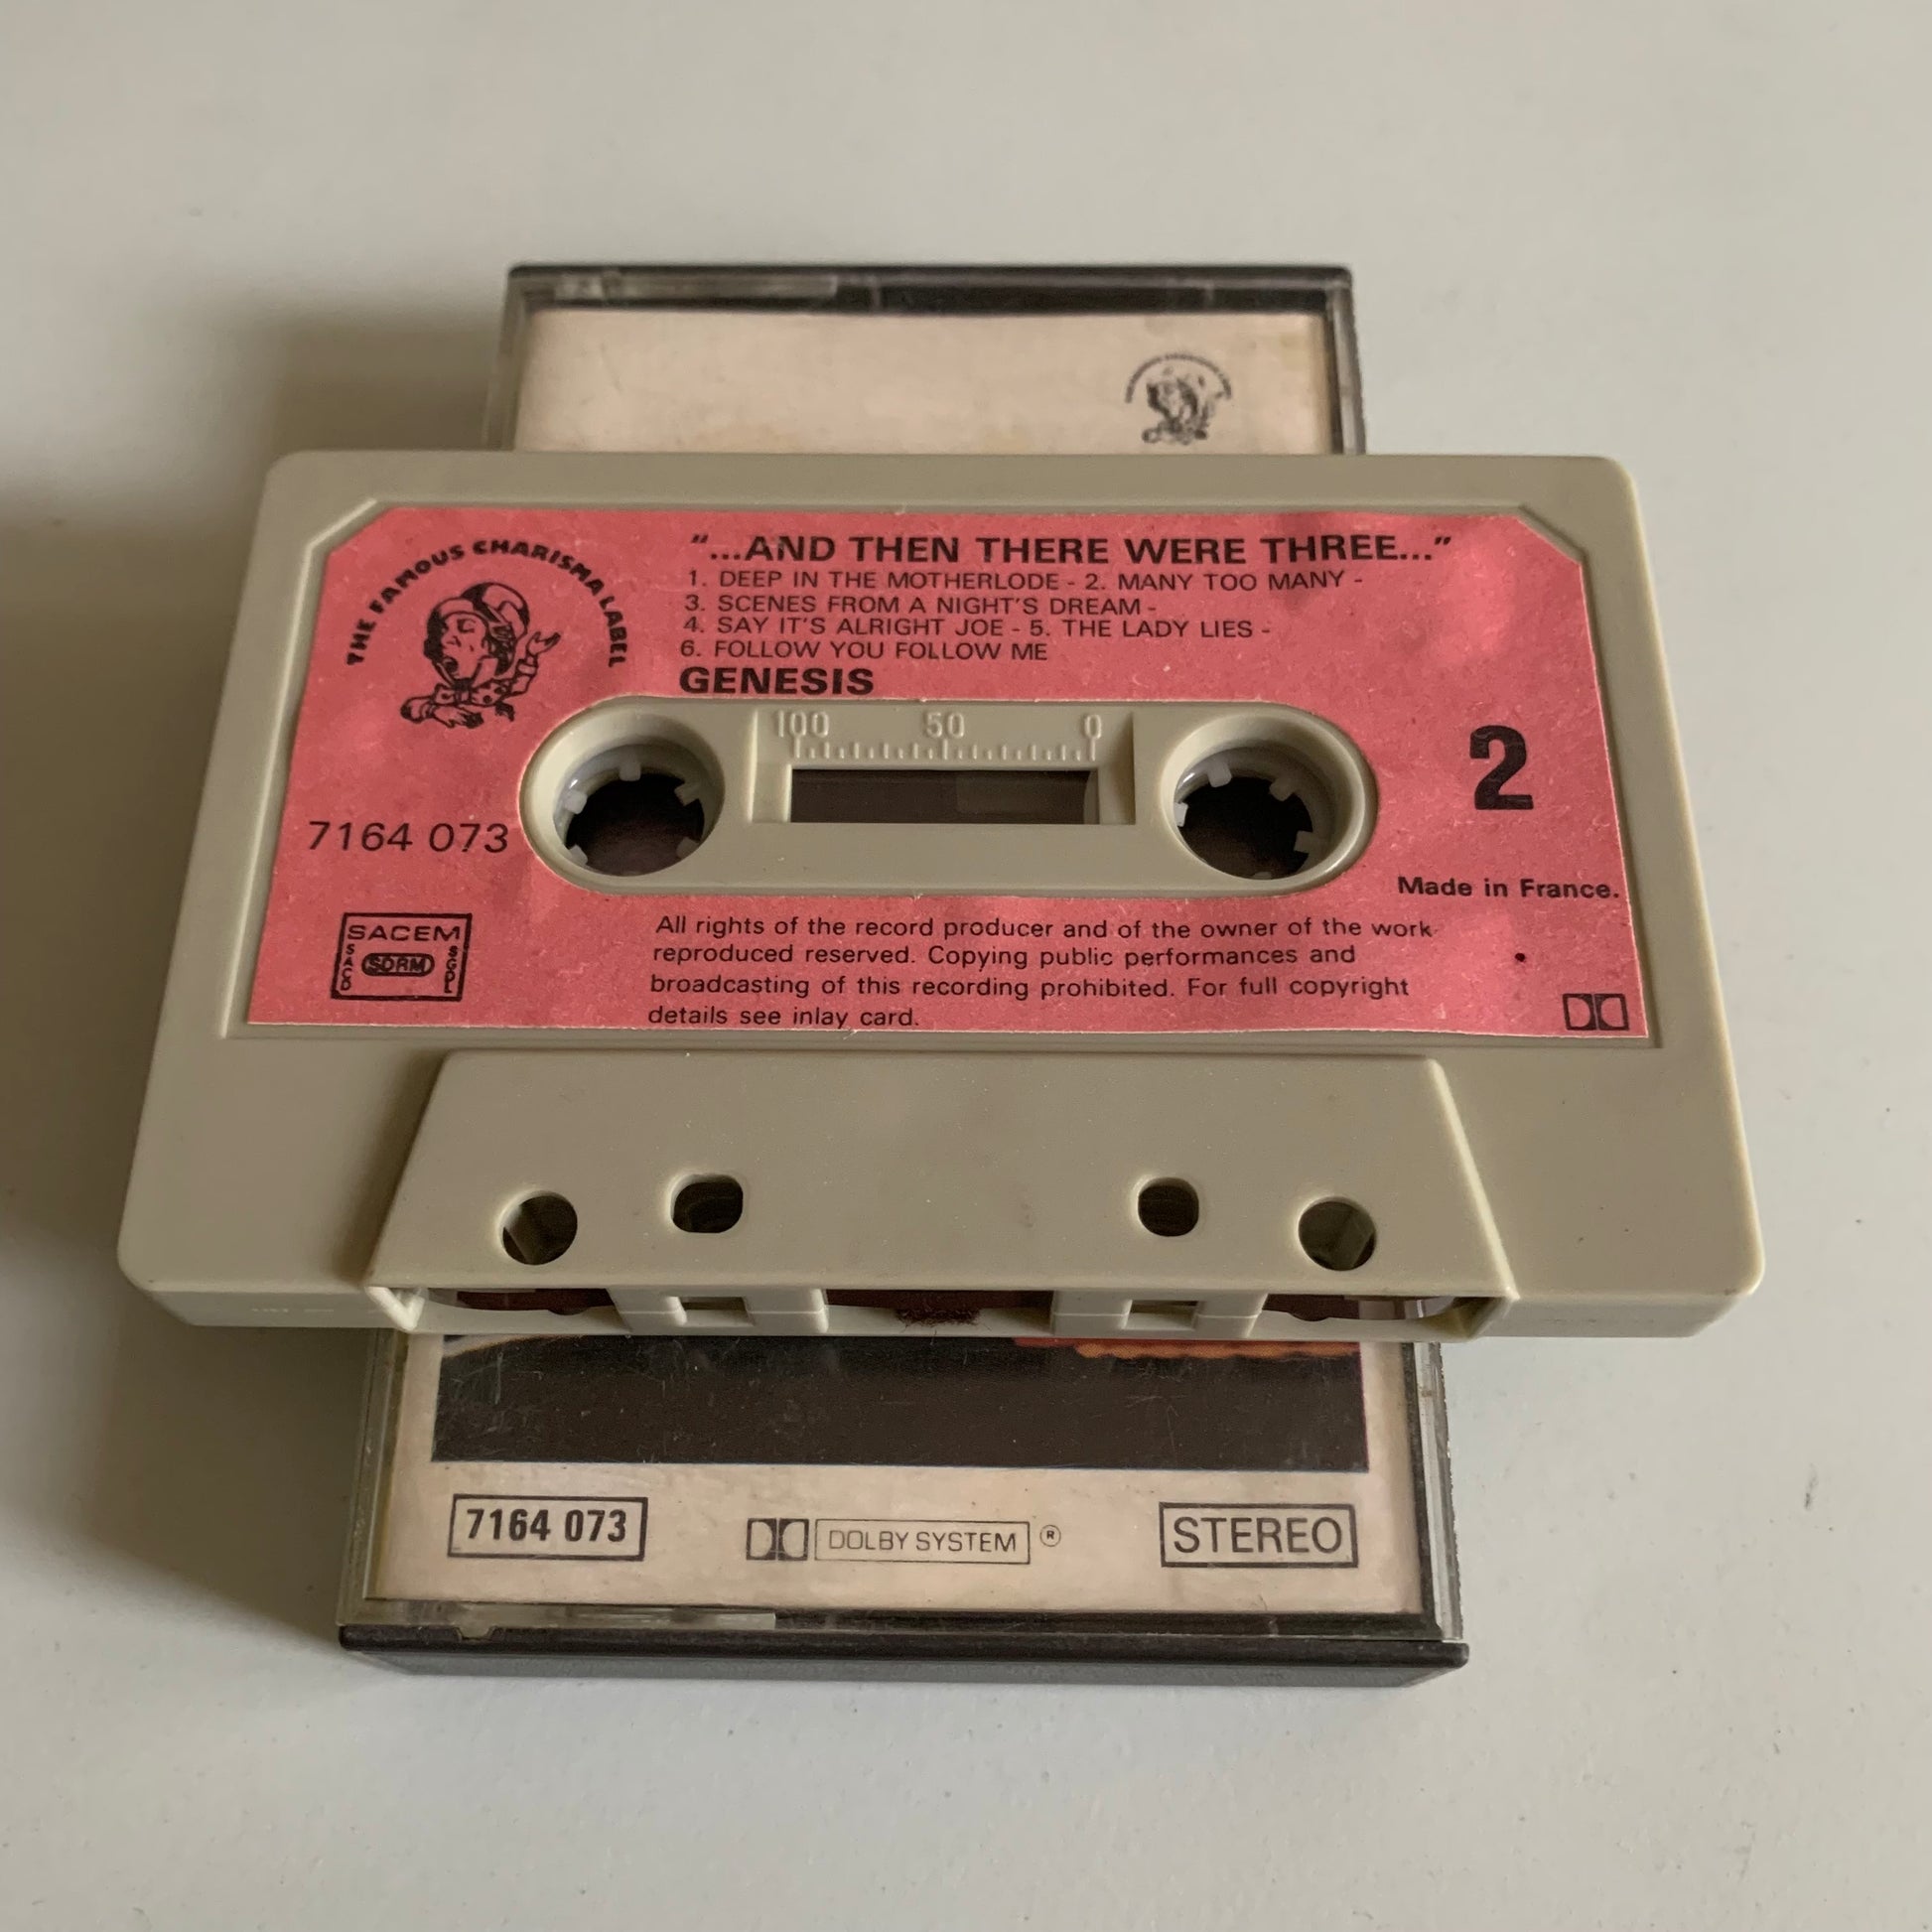 THE FAMOUS CHARISMA LABEL
"...AND THEN THERE WERE THREE..."
1. DEEP IN THE MOTHERLODE - 2. MANY TOO MANY -
3. SCENES FROM A NIGHT'S DREAM -
4. SAY IT'S ALRIGHT JOE - 5. THE LADY LIES -
6. FOLLOW YOU FOLLOW ME
GENESIS
100 50 0
2
7164 073
Made in France.
SACEM
SACD
SDRM
SGDL
All rights of the record producer and of the owner of the work
reproduced reserved. Copying public performances and
broadcasting of this recording prohibited. For full copyright
details see inlay card.
7164 073
DOLBY SYSTEM ®
STEREO